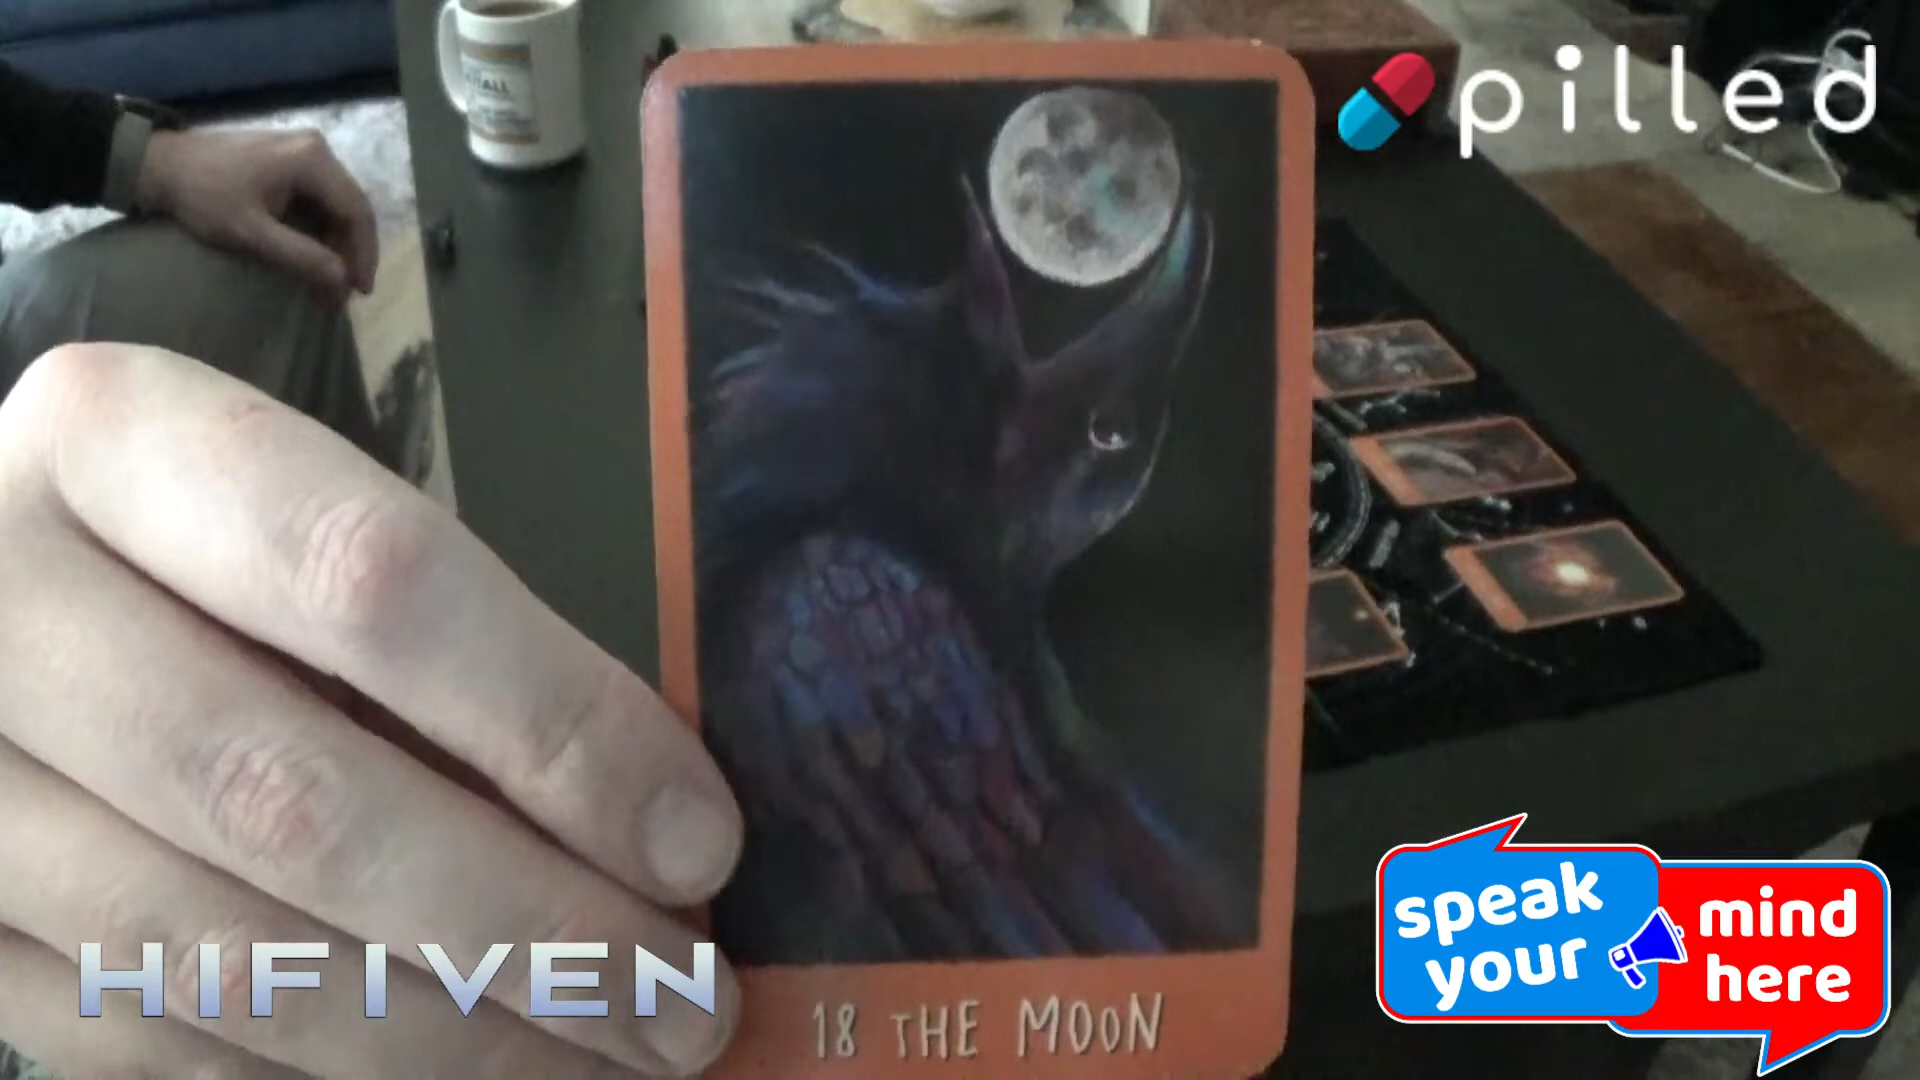 pilled
speak
your
mind
here
HIFIVEN
18 THE MOON